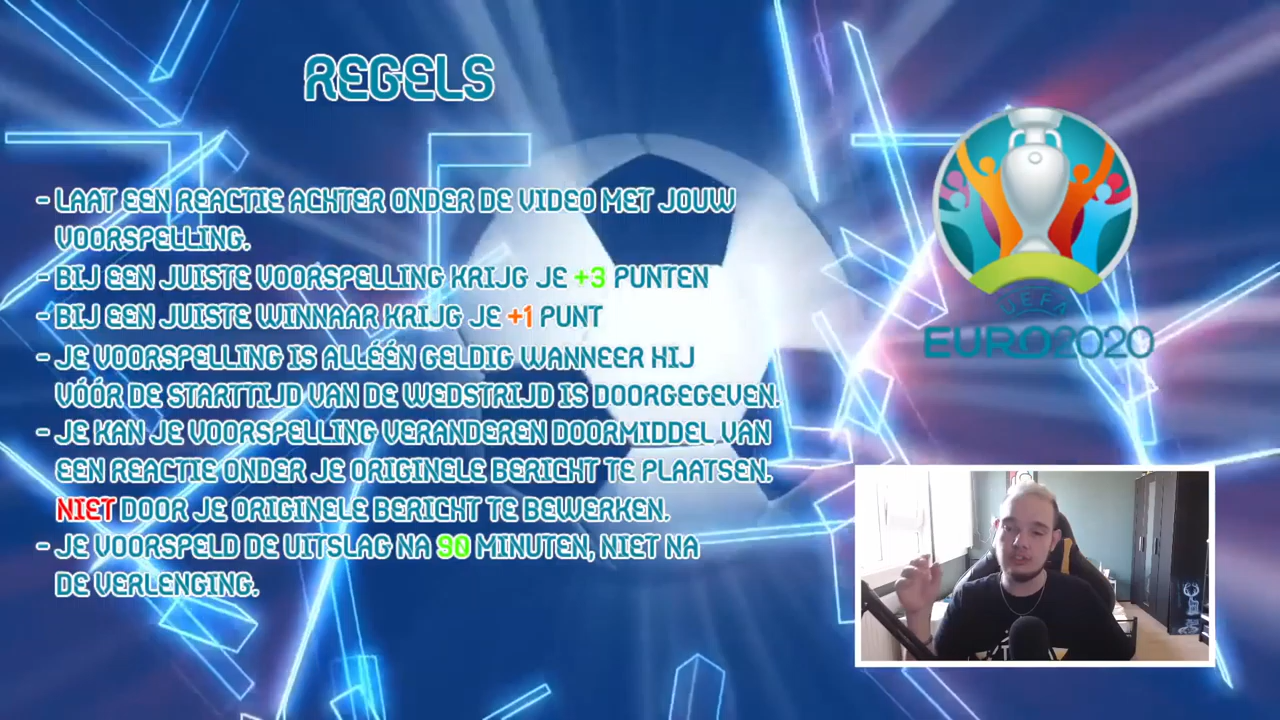 REGELS
- LAAT EEN REACTIE ACHTER ONDER DE VIDEO MET JOUW
VOORSPELLING.
- BIJ EEN JUISTE VOORSPELLING KRIJG JE +3 PUNTEN
- BIJ EEN JUISTE WINNAAR KRIJG JE +1 PUNT
- JE VOORSPELLING IS ALLÉÉN GELDIG WANNEER HIJ
VÓÓR DE STARTTIJD VAN DE WEDSTRIJD IS DOORGEGEVEN.
- JE KAN JE VOORSPELLING VERANDEREN DOORMIDDEL VAN
EEN REACTIE ONDER JE ORIGINELE BERICHT TE PLAATSEN.
NIET DOOR JE ORIGINELE BERICHT TE BEWERKEN.
- JE VOORSPELD DE UITSLAG NA 90 MINUTEN, NIET NA
DE VERLENGING.
UEFA
EURO2020